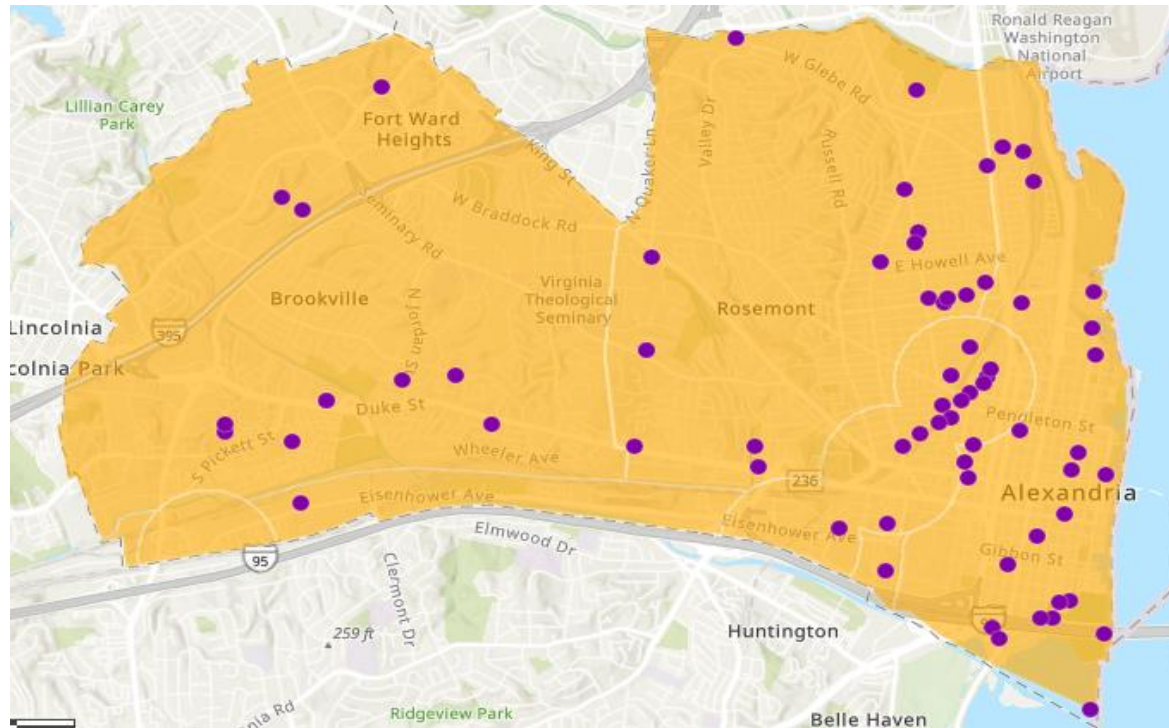 Ronald Reagan
Washington
National
Airport
W Glebe Rd
Lillian Carey
Park
Fort Ward
Heights
King St
Valley Dr
Russell Rd
N Quaker Ln
Seminary Rd
W Braddock Rd
E Howell Ave
Virginia
Theological
Seminary
Brookville
N Jordan St
Rosemont
Lincolnia
395
colnia Park
Duke St
Pendleton St
S Pickett St
Wheeler Ave
236
Eisenhower Ave
Alexandria
Eisenhower Ave
Elmwood Dr
95
Gibbon St
Clermont Dr
259 ft
Huntington
Ridgeview Park
nia Rd
Belle Haven